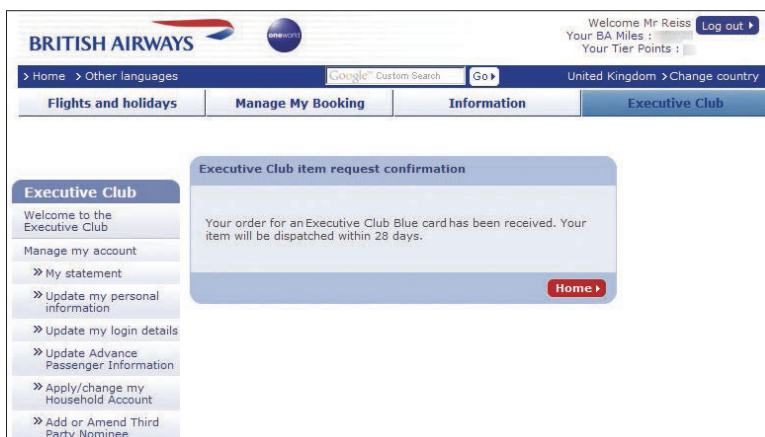 BRITISH AIRWAYS
oneworld
Welcome Mr Reiss
Your BA Miles :
Your Tier Points :
Log out
> Home > Other languages
Google™ Custom Search
Go
United Kingdom > Change country
Flights and holidays
Manage My Booking
Information
Executive Club
Executive Club
Welcome to the
Executive Club
Manage my account
» My statement
» Update my personal
information
» Update my login details
» Update Advance
Passenger Information
» Apply/change my
Household Account
» Add or Amend Third
Party Nominee
Executive Club item request confirmation
Your order for an Executive Club Blue card has been received. Your
item will be dispatched within 28 days.
Home